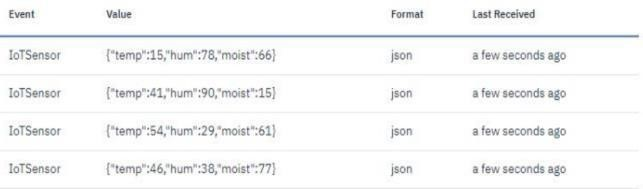 Event Value Format Last Received
IoTSensor {"temp":15,"hum":78,"moist":66} json a few seconds ago
IoTSensor {"temp":41,"hum":90,"moist":15} json a few seconds ago
IoTSensor {"temp":54,"hum":29,"moist":61} json a few seconds ago
IoTSensor {"temp":46,"hum":38,"moist":77} json a few seconds ago